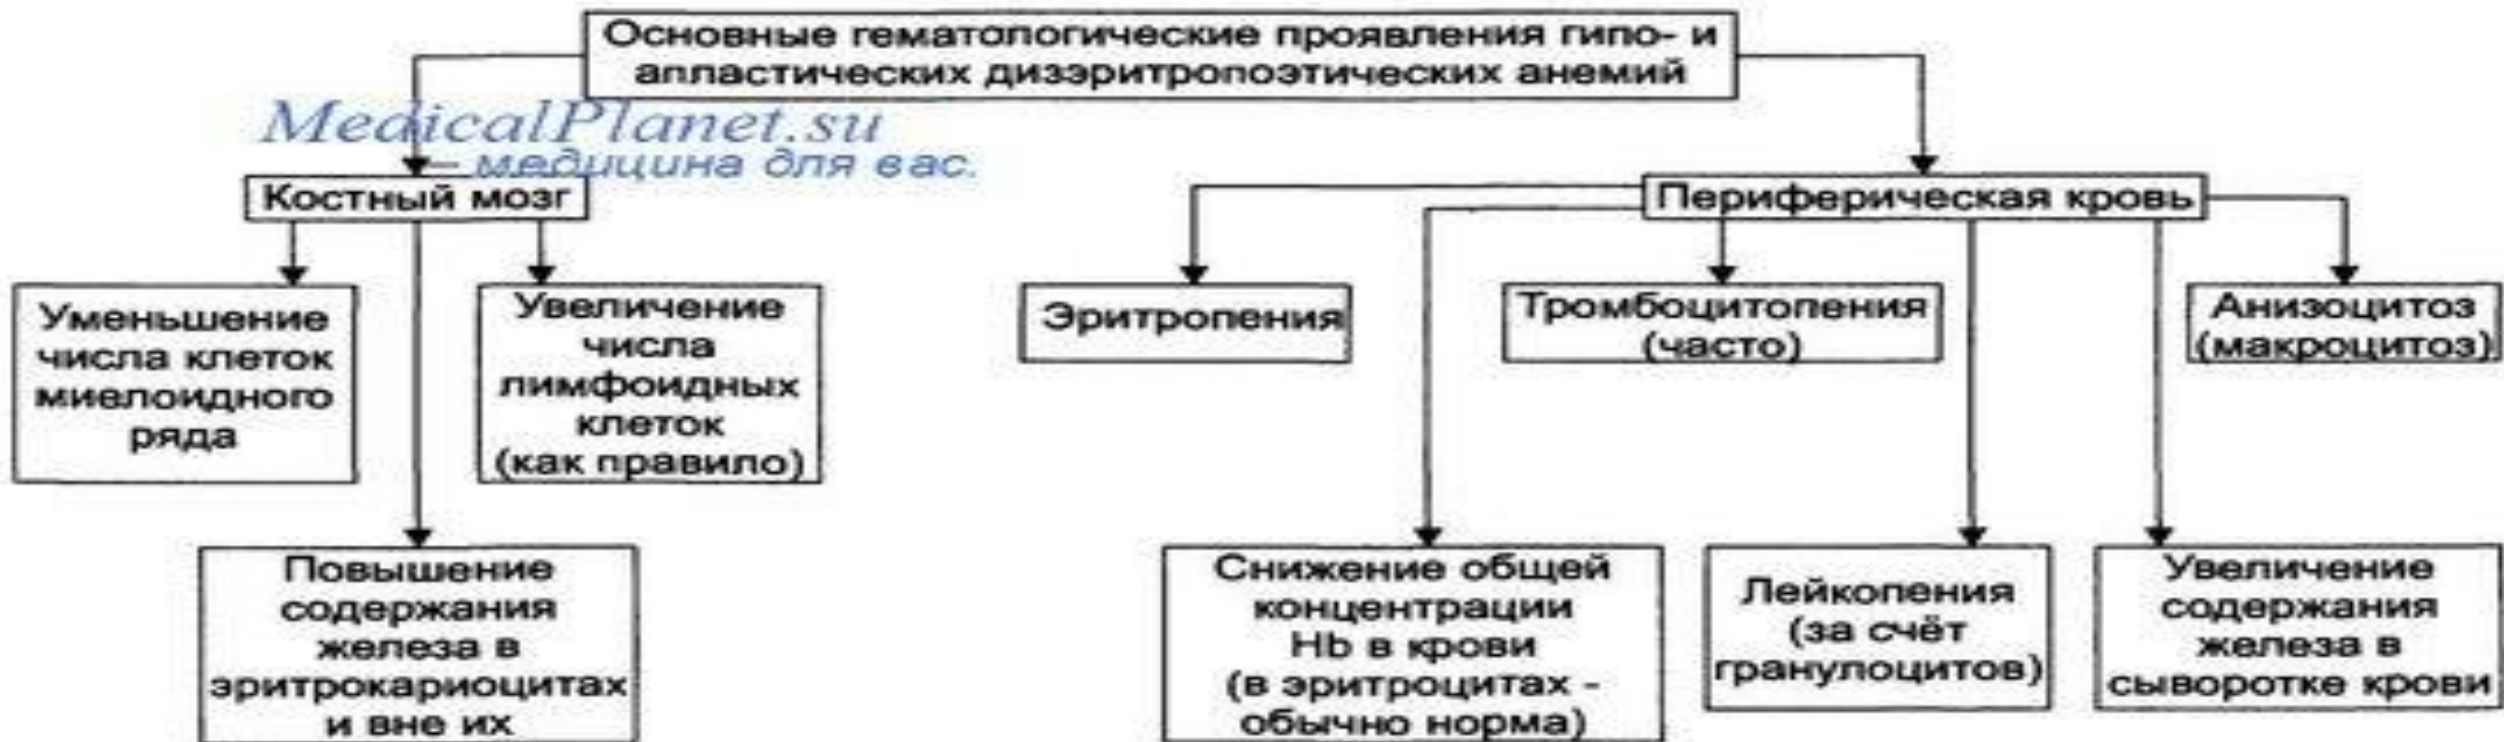 Основные гематологические проявления гипо- и
апластических дизэритропоэтических анемий
MedicalPlanet.su
– медицина для вас.
Костный мозг
Периферическая кровь
Уменьшение
числа клеток
миелоидного
ряда
Увеличение
числа
лимфоидных
клеток
(как правило)
Эритропения
Тромбоцитопения
(часто)
Анизоцитоз
(макроцитоз)
Повышение
содержания
железа в
эритрокариоцитах
и вне их
Снижение общей
концентрации
Hb в крови
(в эритроцитах -
обычно норма)
Лейкопения
(за счёт
гранулоцитов)
Увеличение
содержания
железа в
сыворотке крови